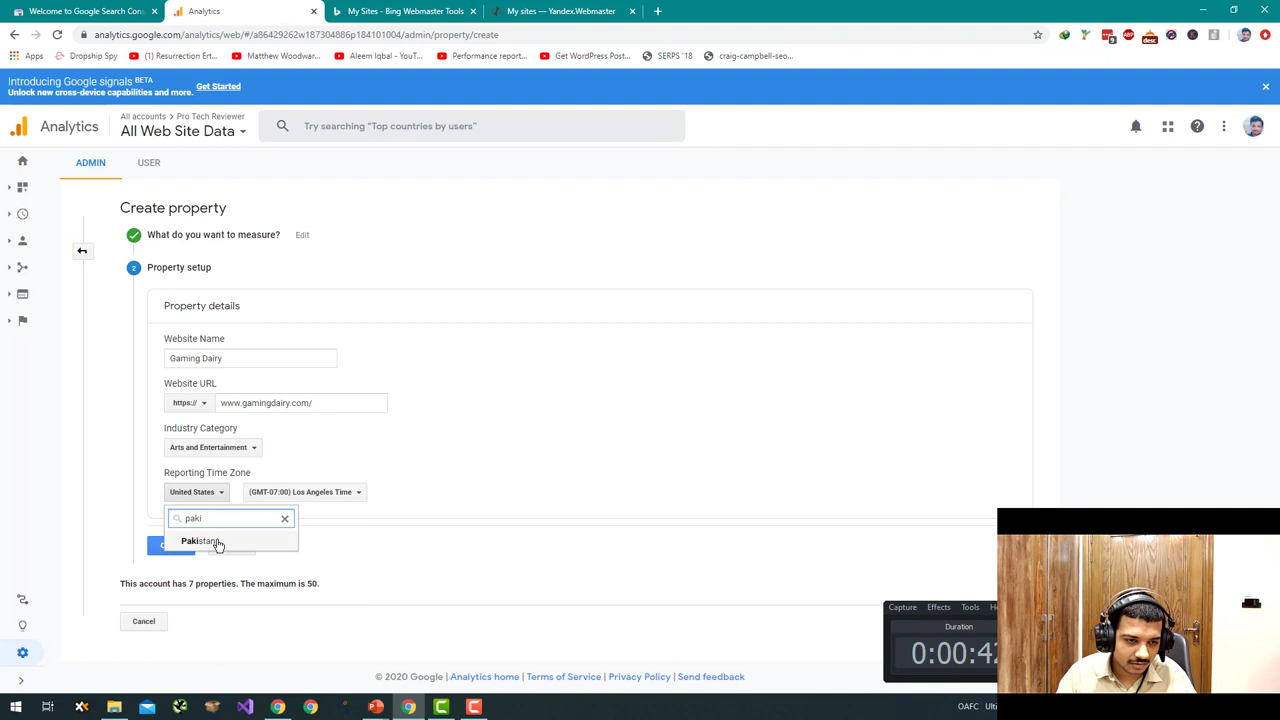 Welcome to Google Search Cons
Analytics
My Sites - Bing Webmaster Tools
My sites — Yandex.Webmaster
analytics.google.com/analytics/web/#/a86429262w187304886p184101004/admin/property/create
Apps
Dropship Spy
(1) Resurrection Ert...
Matthew Woodwar...
Aleem Iqbal - YouT...
Performance report...
Get WordPress Post...
SERPS '18
craig-campbell-seo...
Introducing Google signals BETA
Unlock new cross-device capabilities and more. Get Started
Analytics
All accounts > Pro Tech Reviewer
All Web Site Data
Try searching "Top countries by users"
ADMIN
USER
Create property
What do you want to measure?
Edit
2
Property setup
Property details
Website Name
Gaming Dairy
Website URL
https://
www.gamingdairy.com/
Industry Category
Arts and Entertainment
Reporting Time Zone
United States
(GMT-07:00) Los Angeles Time
paki
Pakistan
This account has 7 properties. The maximum is 50.
Cancel
Capture
Effects
Tools
Duration
© 2020 Google | Analytics home | Terms of Service | Privacy Policy | Send feedback
OAFC